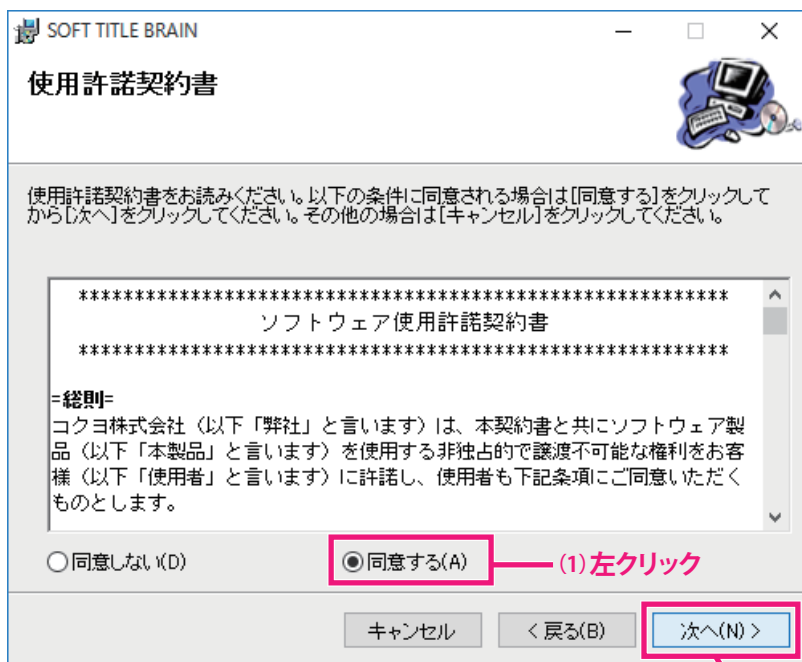 SOFT TITLE BRAIN
使用許諾契約書
使用許諾契約書をお読みください。以下の条件に同意される場合は[同意する]をクリックして
から[次へ]をクリックしてください。その他の場合は[キャンセル]をクリックしてください。
**********************************************************
ソフトウェア使用許諾契約書
**********************************************************
=総則=
コクヨ株式会社（以下「弊社」と言います）は、本契約書と共にソフトウェア製
品（以下「本製品」と言います）を使用する非独占的で譲渡不可能な権利をお客
様（以下「使用者」と言います）に許諾し、使用者も下記条項にご同意いただく
ものとします。
同意しない(D)
同意する(A)
(1)左クリック
キャンセル
< 戻る(B)
次へ(N) >